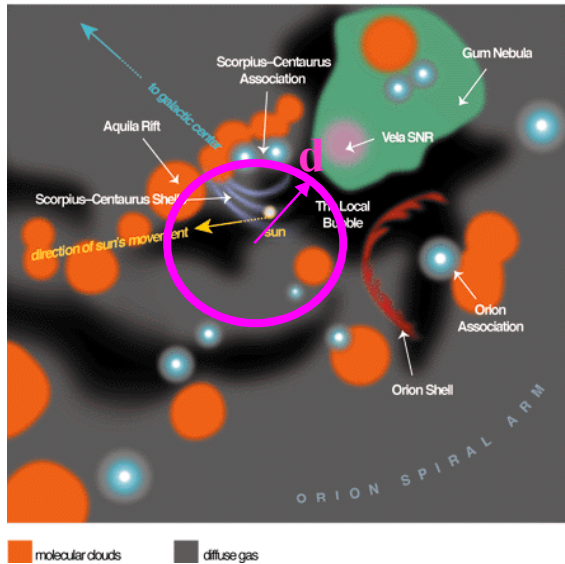 Scorpius–Centaurus
Association
Gum Nebula
to galactic center
Aquila Rift
Vela SNR
d
Scorpius–Centaurus Shell
The Local
Bubble
direction of sun's movement
sun
Orion
Association
Orion Shell
ORION SPIRAL ARM
molecular clouds
diffuse gas